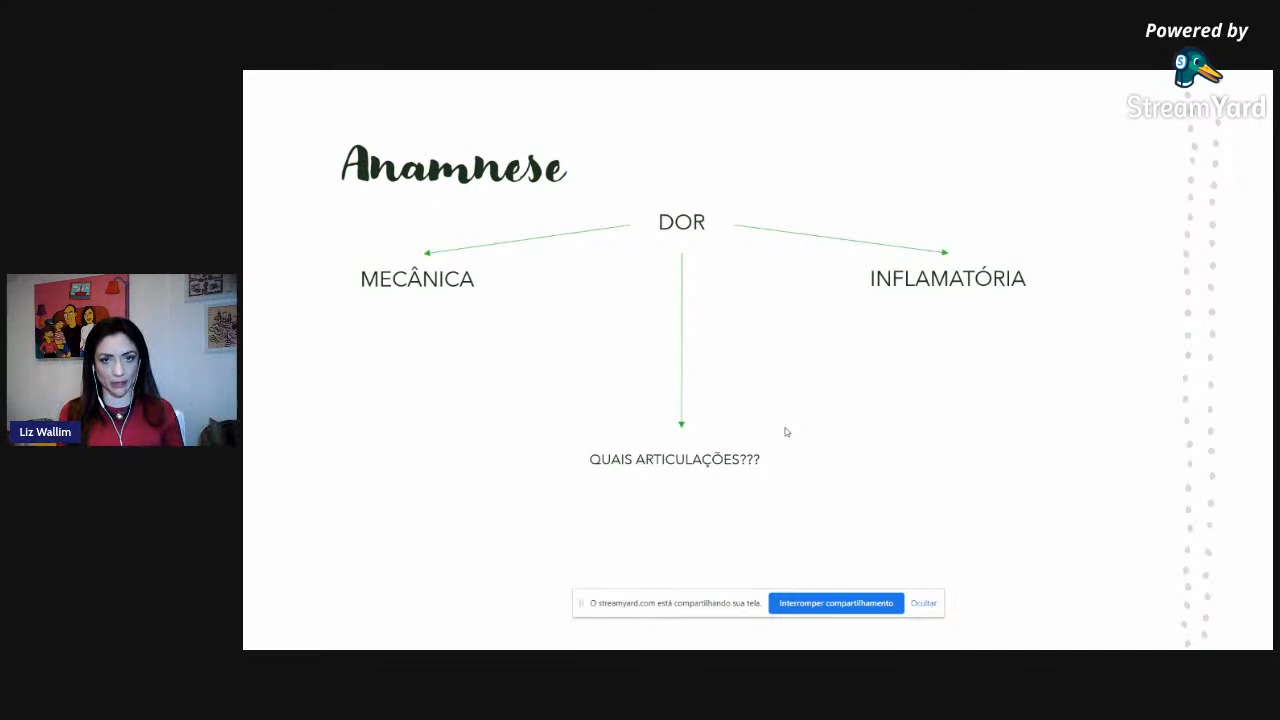 Powered by
StreamYard
Anamnese
DOR
MECÂNICA
INFLAMATÓRIA
QUAIS ARTICULAÇÕES???
Liz Wallim
O streamyard.com está compartilhando sua tela.
Interromper compartilhamento
Ocultar